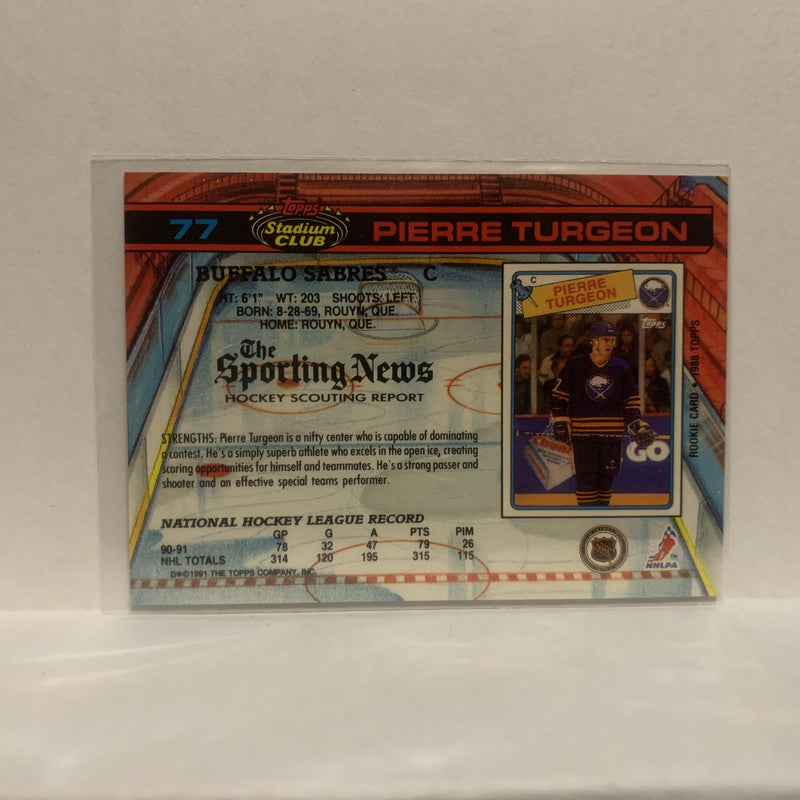 77
Topps
Stadium
CLUB
PIERRE TURGEON
BUFFALO SABRES® C
HT: 6'1" WT: 203 SHOOTS: LEFT
BORN: 8-28-69, ROUYN, QUE.
HOME: ROUYN, QUE.
The
Sporting News
HOCKEY SCOUTING REPORT
STRENGTHS: Pierre Turgeon is a nifty center who is capable of dominating
a contest. He's a simply superb athlete who excels in the open ice, creating
scoring opportunities for himself and teammates. He's a strong passer and
shooter and an effective special teams performer.
NATIONAL HOCKEY LEAGUE RECORD
GP G A PTS PIM
90-91 78 32 47 79 26
NHL TOTALS 314 120 195 315 115
D*©1991 THE TOPPS COMPANY, INC.
C
PIERRE
TURGEON
Topps
GO
ROOKIE CARD • 1988 TOPPS
NHL
NHLPA
TM